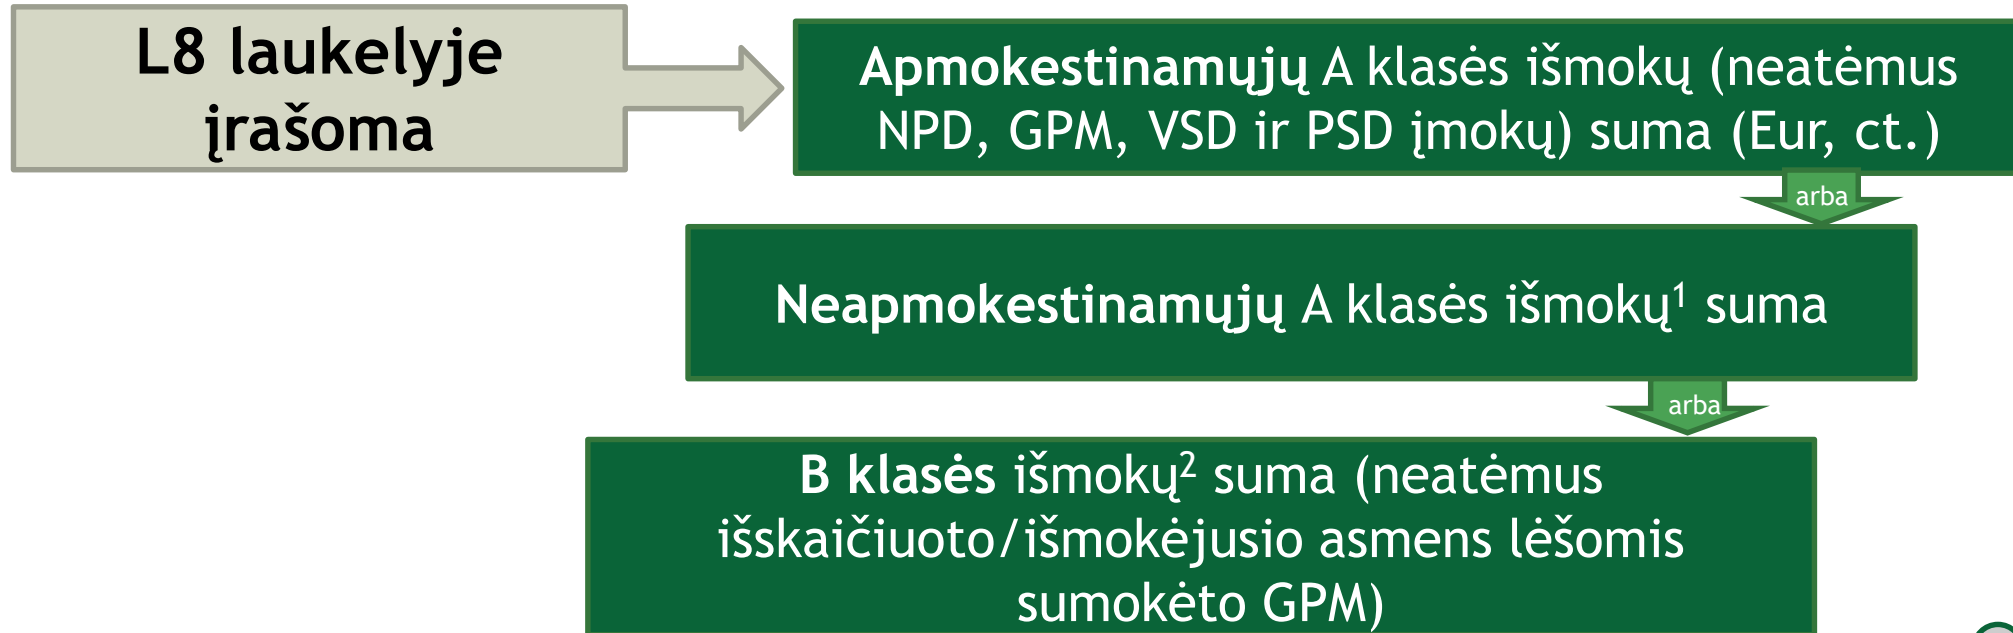 L8 laukelyje
įrašoma
Apmokestinamųjų A klasės išmokų (neatėmus
NPD, GPM, VSD ir PSD įmokų) suma (Eur, ct.)
arba
Neapmokestinamųjų A klasės išmokų¹ suma
arba
B klasės išmokų² suma (neatėmus
išskaičiuoto/išmokėjusio asmens lėšomis
sumokėto GPM)